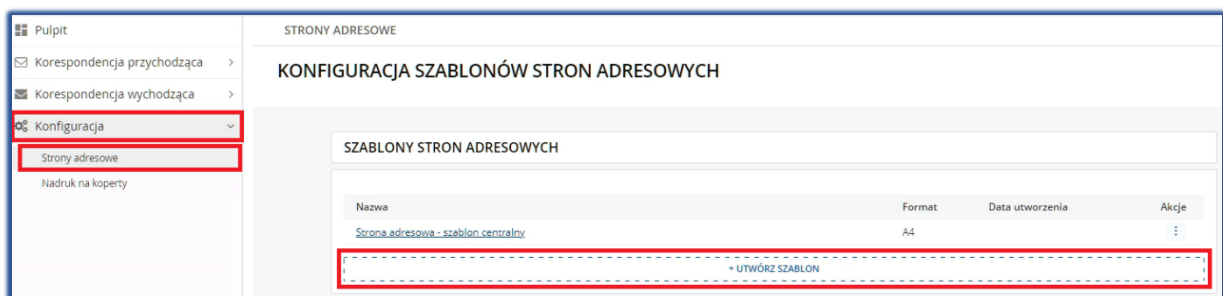 Pulpit
Korespondencja przychodząca
Korespondencja wychodząca
Konfiguracja
Strony adresowe
Nadruk na koperty
STRONY ADRESOWE
KONFIGURACJA SZABLONÓW STRON ADRESOWYCH
SZABLONY STRON ADRESOWYCH
Nazwa Format Data utworzenia Akcje
Strona adresowa - szablon centralny A4
+ UTWÓRZ SZABLON